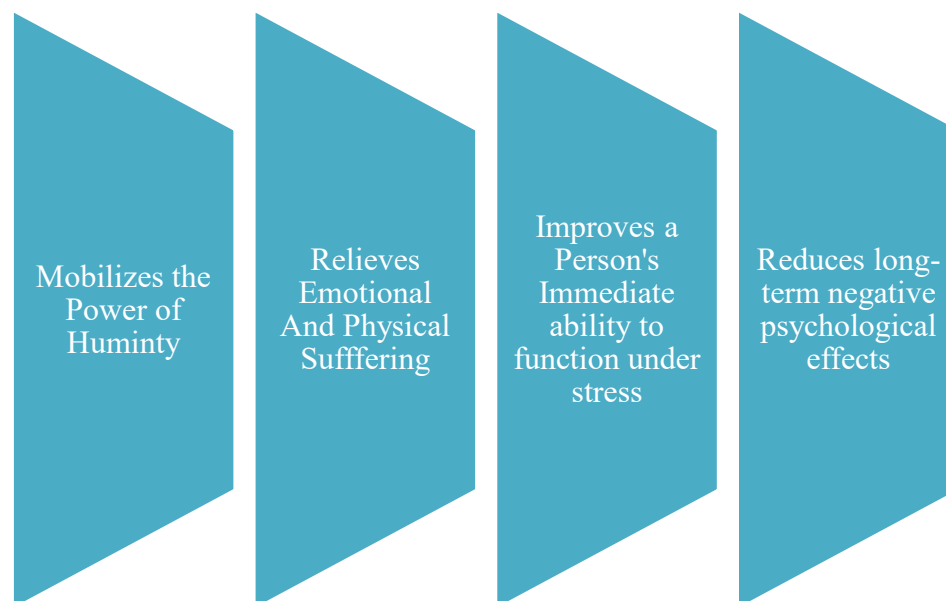 Mobilizes the
Power of
Huminty
Relieves
Emotional
And Physical
Sufffering
Improves a
Person's
Immediate
ability to
function under
stress
Reduces long-
term negative
psychological
effects